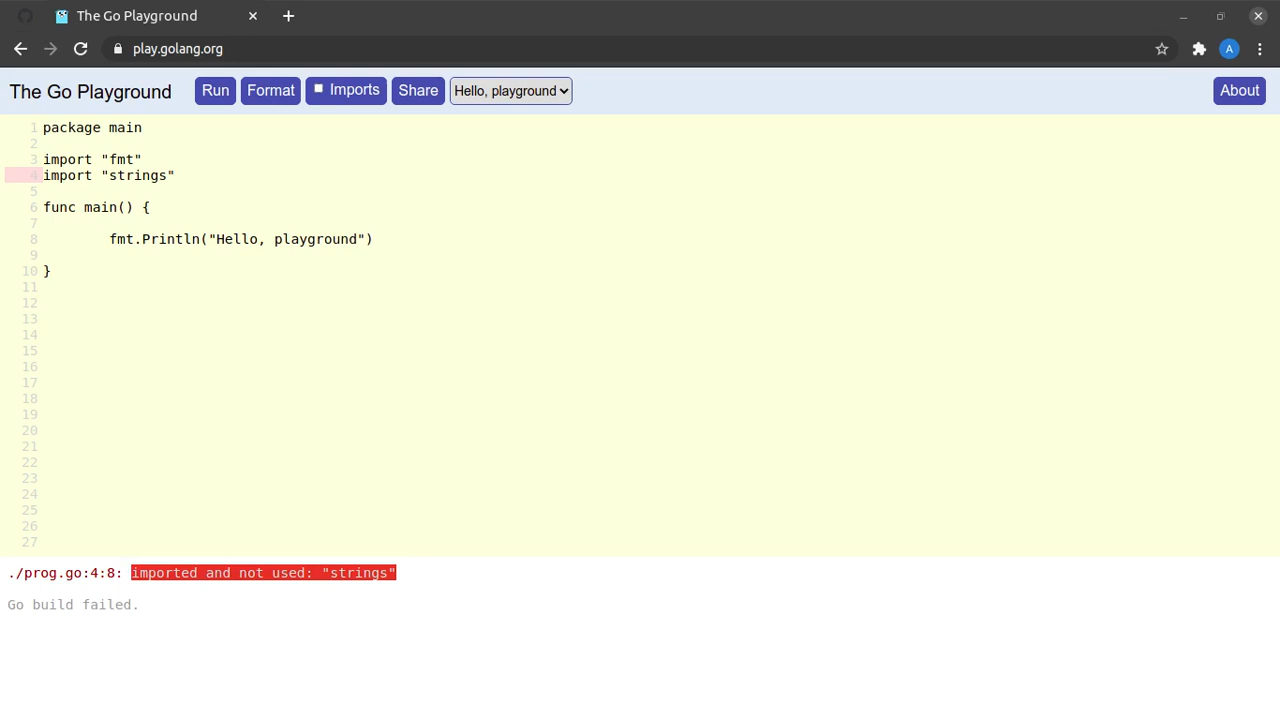 The Go Playground
play.golang.org
A
The Go Playground Run Format Imports Share Hello, playground About
1 package main
2
3 import "fmt"
4 import "strings"
5
6 func main() {
7
8 fmt.Println("Hello, playground")
9
10 }
11
12
13
14
15
16
17
18
19
20
21
22
23
24
25
26
27
./prog.go:4:8: imported and not used: "strings"
Go build failed.